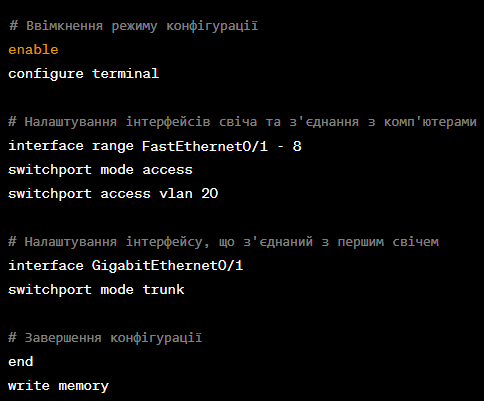 # Ввімкнення режиму конфігурації
enable
configure terminal
# Налаштування інтерфейсів свіча та з'єднання з комп'ютерами
interface range FastEthernet0/1 - 8
switchport mode access
switchport access vlan 20
# Налаштування інтерфейсу, що з'єднаний з першим свічем
interface GigabitEthernet0/1
switchport mode trunk
# Завершення конфігурації
end
write memory